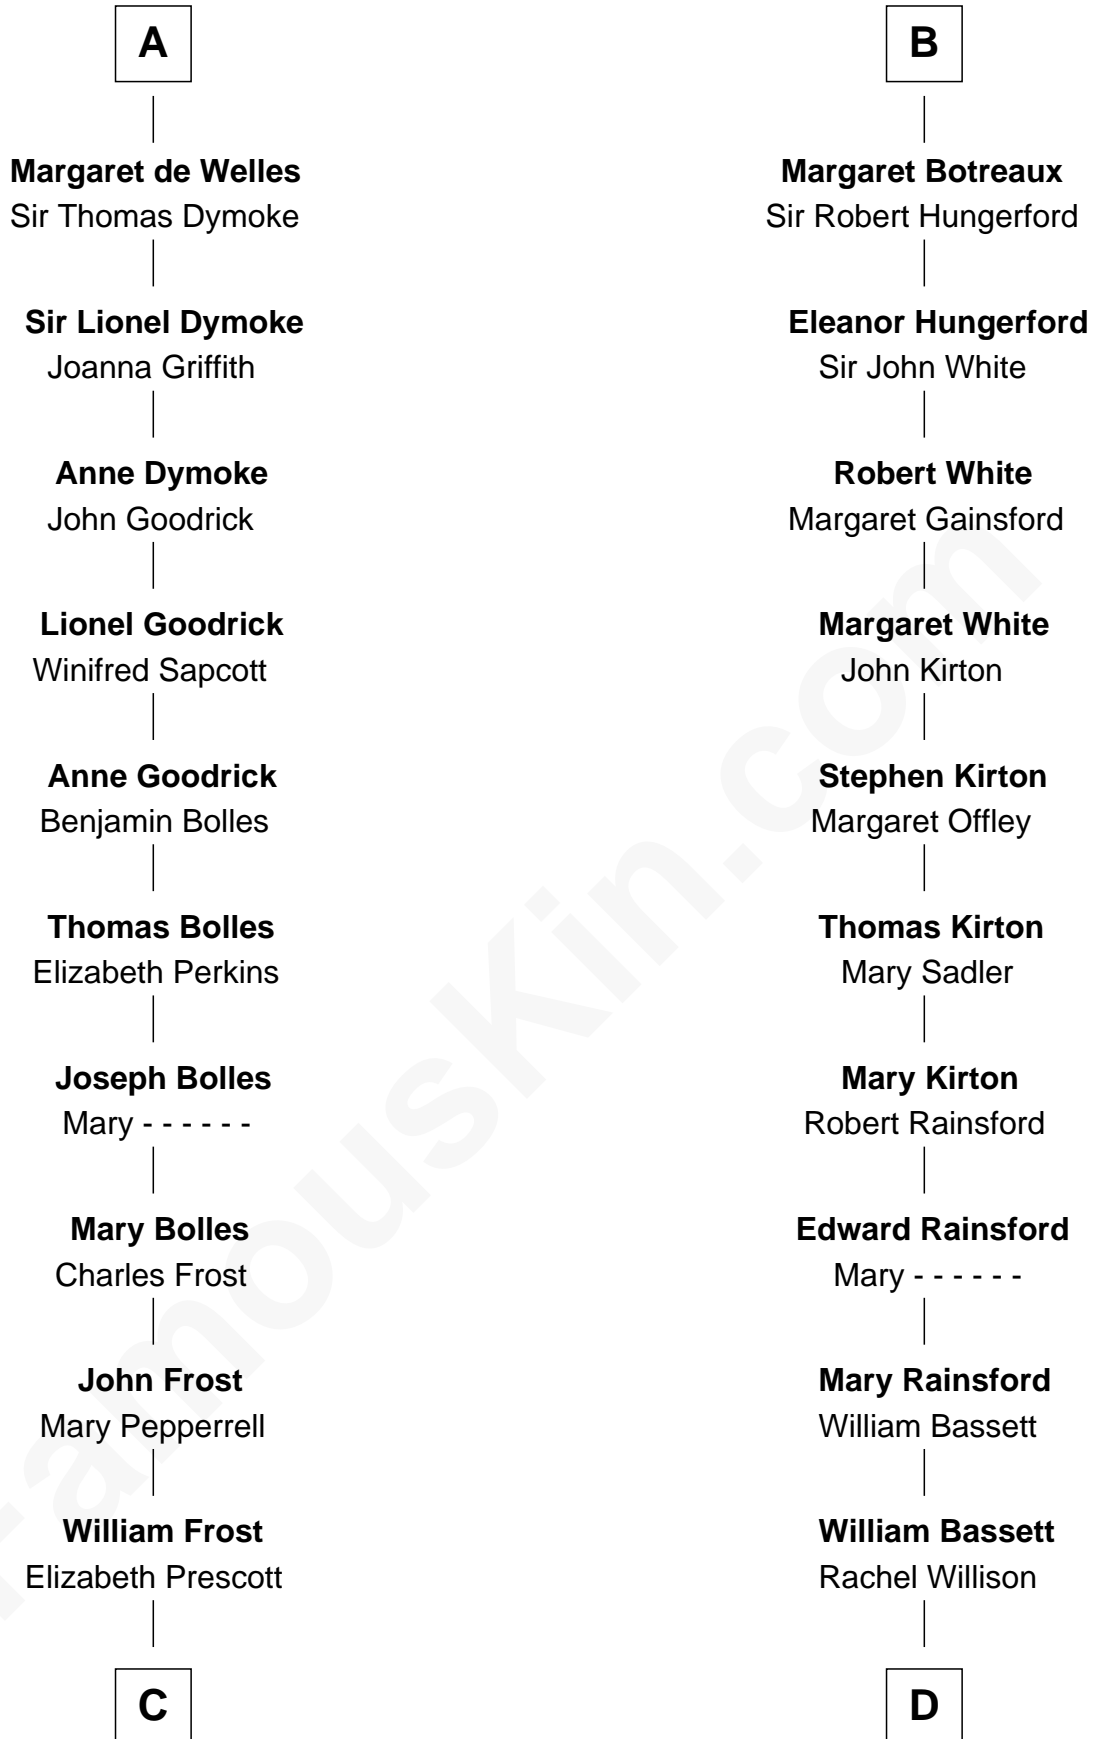 A
Margaret de Welles
Sir Thomas Dymoke
Sir Lionel Dymoke
Joanna Griffith
Anne Dymoke
John Goodrick
Lionel Goodrick
Winifred Sapcott
Anne Goodrick
Benjamin Bolles
Thomas Bolles
Elizabeth Perkins
Joseph Bolles
Mary - - - - - -
Mary Bolles
Charles Frost
John Frost
Mary Pepperrell
William Frost
Elizabeth Prescott
C
B
Margaret Botreaux
Sir Robert Hungerford
Eleanor Hungerford
Sir John White
Robert White
Margaret Gainsford
Margaret White
John Kirton
Stephen Kirton
Margaret Offley
Thomas Kirton
Mary Sadler
Mary Kirton
Robert Rainsford
Edward Rainsford
Mary - - - - - -
Mary Rainsford
William Bassett
William Bassett
Rachel Willison
D
FamousKin.com